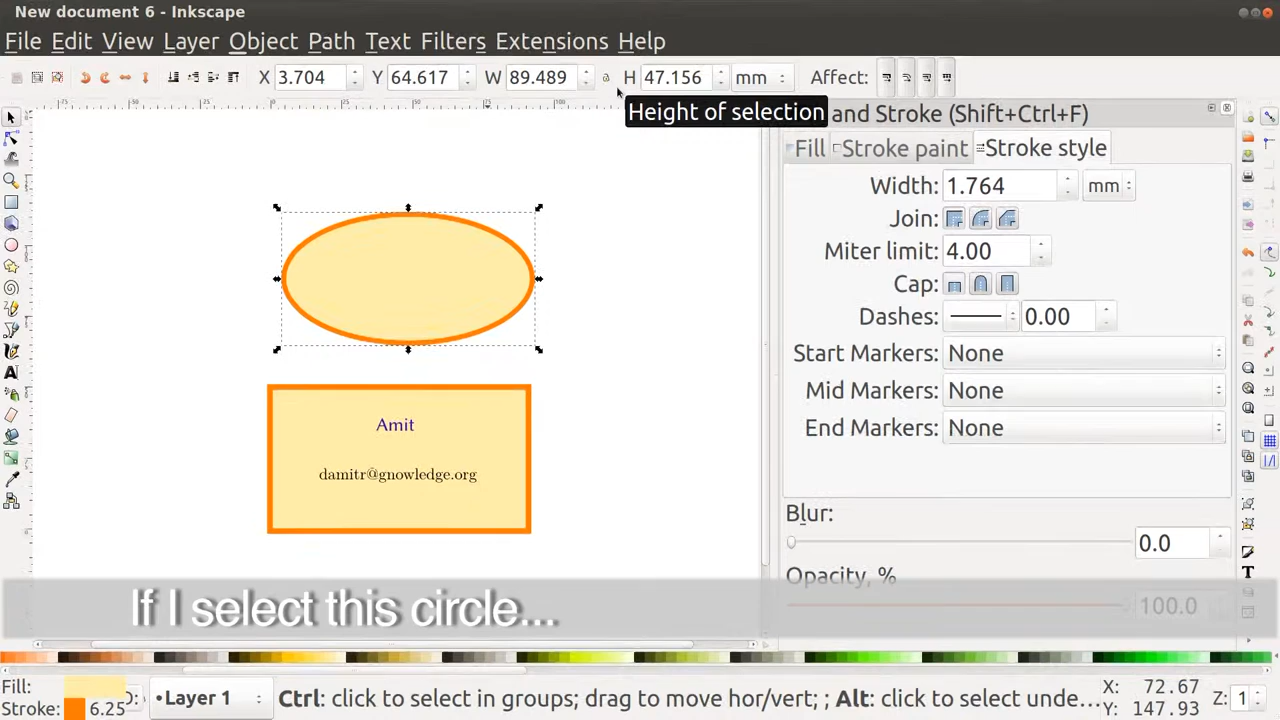 New document 6 - Inkscape
File Edit View Layer Object Path Text Filters Extensions Help
X 3.704 Y 64.617 W 89.489 H 47.156 mm Affect:
Height of selection
and Stroke (Shift+Ctrl+F)
Fill Stroke paint Stroke style
Width: 1.764 mm
Join:
Miter limit: 4.00
Cap:
Dashes: 0.00
Start Markers: None
Mid Markers: None
End Markers: None
Amit
damitr@gnowledge.org
Blur:
0.0
Opacity, %
100.0
If I select this circle...
Fill:
Stroke: 6.25
O:
•Layer 1
Ctrl: click to select in groups; drag to move hor/vert; ; Alt: click to select unde...
X: 72.67
Y: 147.93
Z: 1